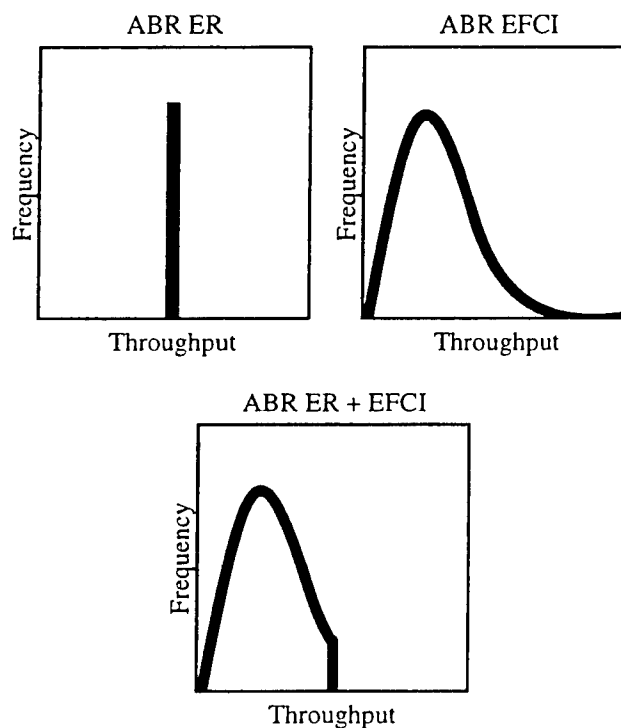 ABR ER
Frequency
Throughput
ABR EFCI
Frequency
Throughput
ABR ER + EFCI
Frequency
Throughput